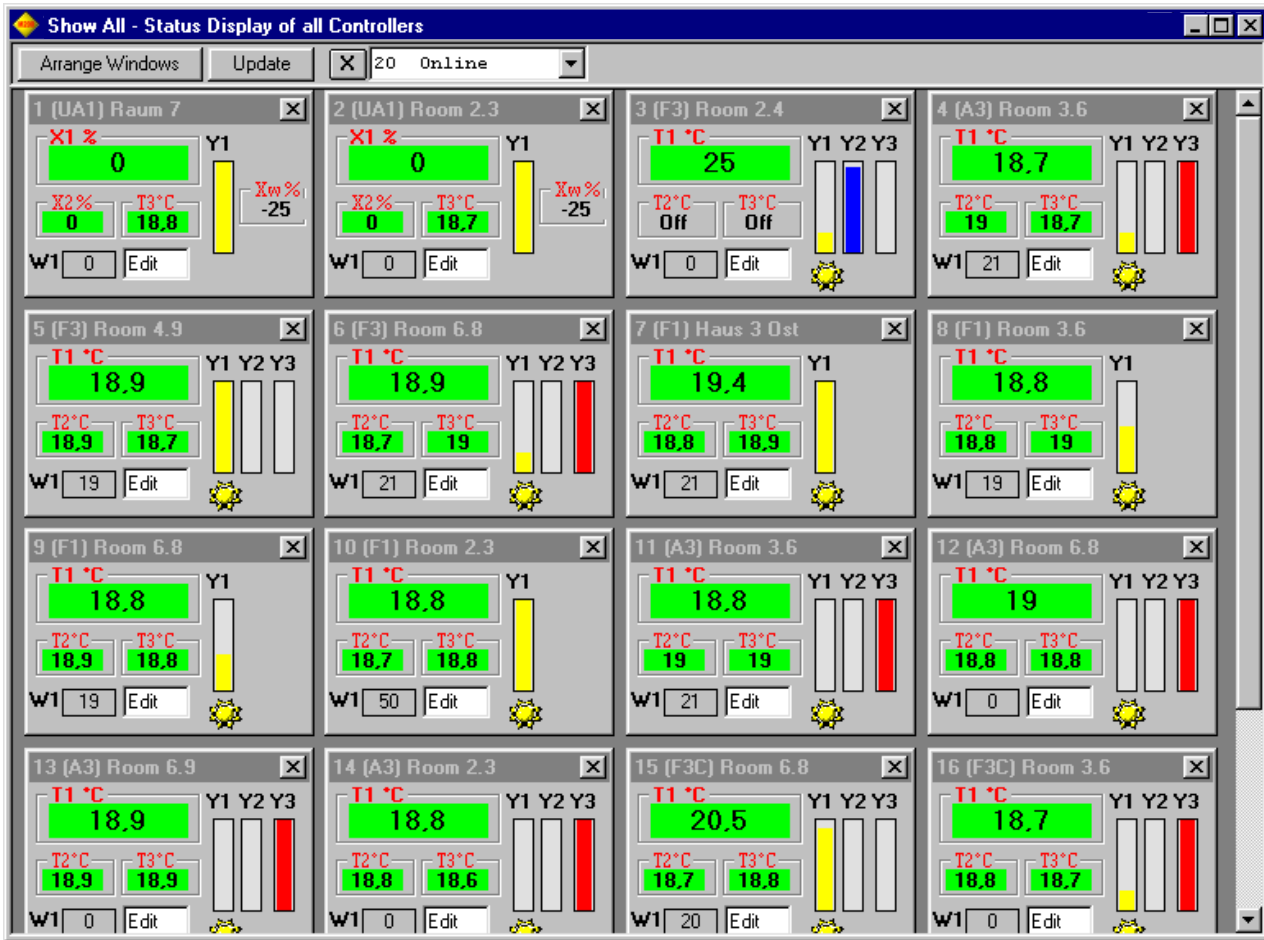 Show All - Status Display of all Controllers
Arrange Windows Update X 20 Online
1 (UA1) Raum 7
X1 % Y1
0
X2% T3°C Xw%
0 18,8 -25
W1 0 Edit
2 (UA1) Room 2.3
X1 % Y1
0
X2% T3°C Xw%
0 18,7 -25
W1 0 Edit
3 (F3) Room 2.4
T1 °C Y1 Y2 Y3
25
T2°C T3°C
Off Off
W1 0 Edit
4 (A3) Room 3.6
T1 °C Y1 Y2 Y3
18,7
T2°C T3°C
19 18,7
W1 21 Edit
5 (F3) Room 4.9
T1 °C Y1 Y2 Y3
18,9
T2°C T3°C
18,9 18,7
W1 19 Edit
6 (F3) Room 6.8
T1 °C Y1 Y2 Y3
18,9
T2°C T3°C
18,7 19
W1 21 Edit
7 (F1) Haus 3 Ost
T1 °C Y1
19,4
T2°C T3°C
18,8 18,9
W1 21 Edit
8 (F1) Room 3.6
T1 °C Y1
18,8
T2°C T3°C
18,8 19
W1 19 Edit
9 (F1) Room 6.8
T1 °C Y1
18,8
T2°C T3°C
18,9 18,8
W1 19 Edit
10 (F1) Room 2.3
T1 °C Y1
18,8
T2°C T3°C
18,7 18,8
W1 50 Edit
11 (A3) Room 3.6
T1 °C Y1 Y2 Y3
18,8
T2°C T3°C
19 19
W1 21 Edit
12 (A3) Room 6.8
T1 °C Y1 Y2 Y3
19
T2°C T3°C
18,8 18,8
W1 0 Edit
13 (A3) Room 6.9
T1 °C Y1 Y2 Y3
18,9
T2°C T3°C
18,9 18,9
W1 0 Edit
14 (A3) Room 2.3
T1 °C Y1 Y2 Y3
18,8
T2°C T3°C
18,8 18,6
W1 0 Edit
15 (F3C) Room 6.8
T1 °C Y1 Y2 Y3
20,5
T2°C T3°C
18,7 18,8
W1 20 Edit
16 (F3C) Room 3.6
T1 °C Y1 Y2 Y3
18,7
T2°C T3°C
18,8 18,7
W1 0 Edit